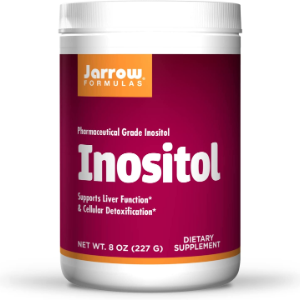 Jarrow
FORMULAS
Pharmaceutical Grade Inositol
Inositol
Supports Liver Function*
& Cellular Detoxification*
DIETARY
SUPPLEMENT
NET WT. 8 OZ (227 G)